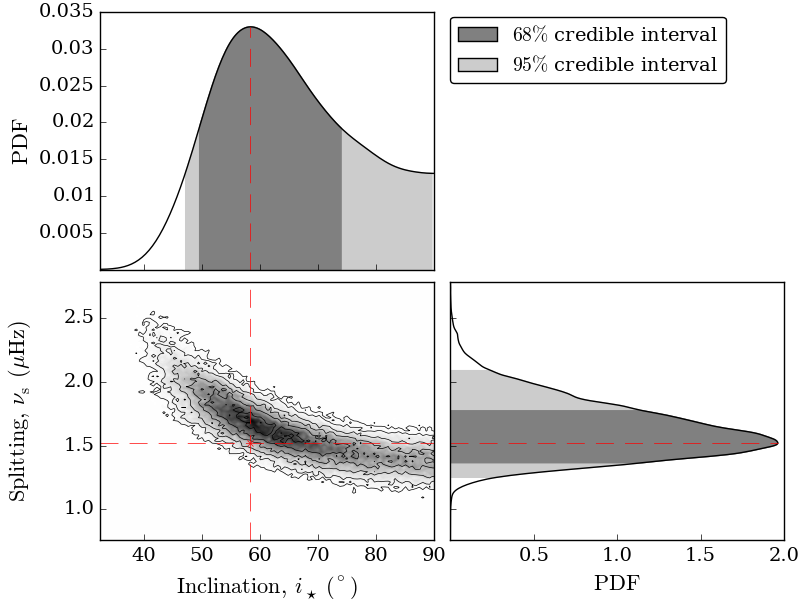 0.035
0.03
0.025
0.02
0.015
0.01
0.005
PDF
68% credible interval
95% credible interval
2.5
2.0
1.5
1.0
Splitting, νs (μHz)
40 50 60 70 80 90
Inclination, i⋆ (°)
0.5 1.0 1.5 2.0
PDF